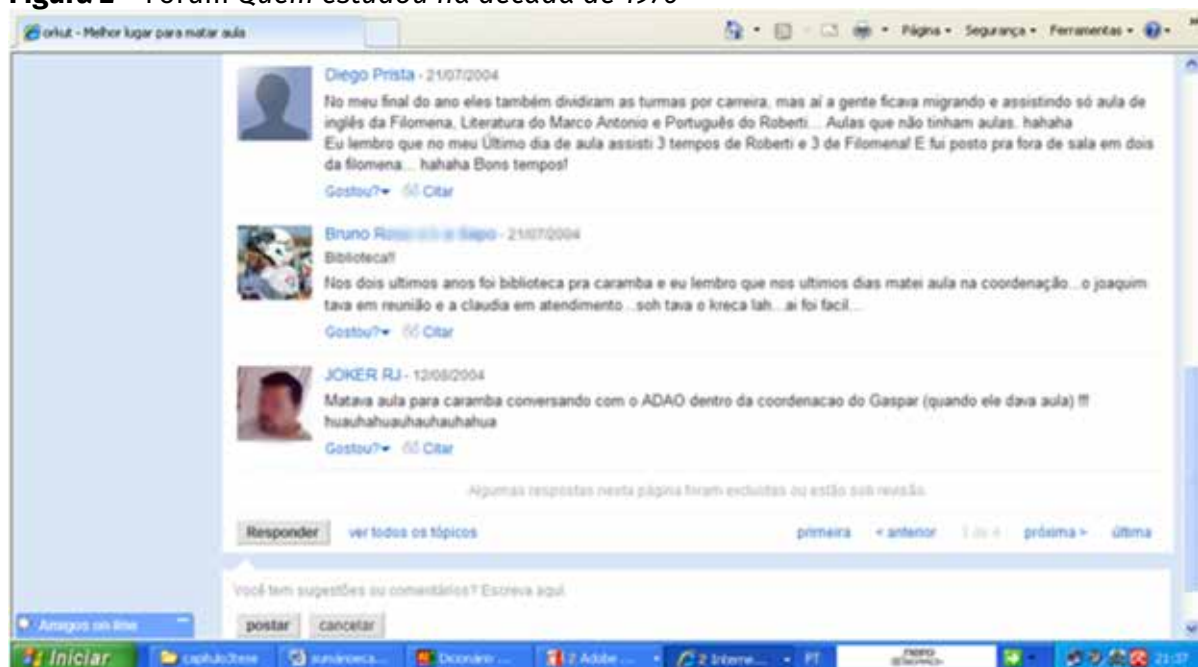 Figura 2 – Fórum Quem estudou na década de 1970
orkut - Melhor lugar para matar aula
Página Segurança Ferramentas
Diego Prista - 21/07/2004
No meu final do ano eles também dividiram as turmas por carreira, mas aí a gente ficava migrando e assistindo só aula de
inglês da Filomena, Literatura do Marco Antonio e Português do Roberti... Aulas que não tinham aulas. hahaha
Eu lembro que no meu Último dia de aula assisti 3 tempos de Roberti e 3 de Filomena! E fui posto pra fora de sala em dois
da filomena.... hahaha Bons tempos!
Gostou? Citar
Bruno - 21/07/2004
Biblioteca!!
Nos dois ultimos anos foi biblioteca pra caramba e eu lembro que nos ultimos dias matei aula na coordenação...o joaquim
tava em reunião e a claudia em atendimento...soh tava o kreca lah...ai foi facil...
Gostou? Citar
JOKER RJ - 12/08/2004
Matava aula para caramba conversando com o ADAO dentro da coordenacao do Gaspar (quando ele dava aula) !!!
huauhahuauhauhauhahua
Gostou? Citar
Algumas respostas nesta página foram excluídas ou estão sob revisão.
Responder ver todos os tópicos primeira < anterior próxima > última
Você tem sugestões ou comentários? Escreva aqui.
postar cancelar
Amigos on-line
Iniciar capítulo3tese Dicionário ... 2 Adobe ... 2 Interne... PT 21:37